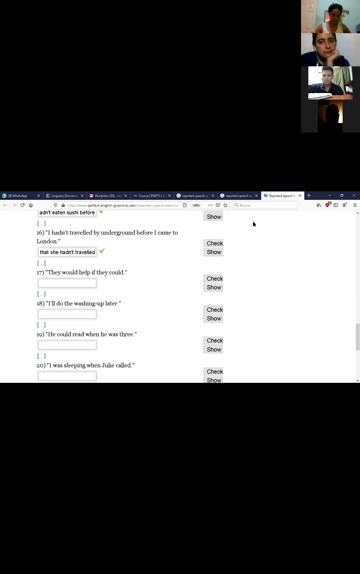 adn't eaten sushi before
Show
[ . ]
16) "I hadn't travelled by underground before I came to
London."
Check
that she hadn't travelled
Show
[ . ]
17) "They would help if they could."
Check
Show
[ . ]
18) "I'll do the washing-up later."
Check
Show
[ . ]
19) "He could read when he was three."
Check
Show
[ . ]
20) "I was sleeping when Julie called."
Check
Show